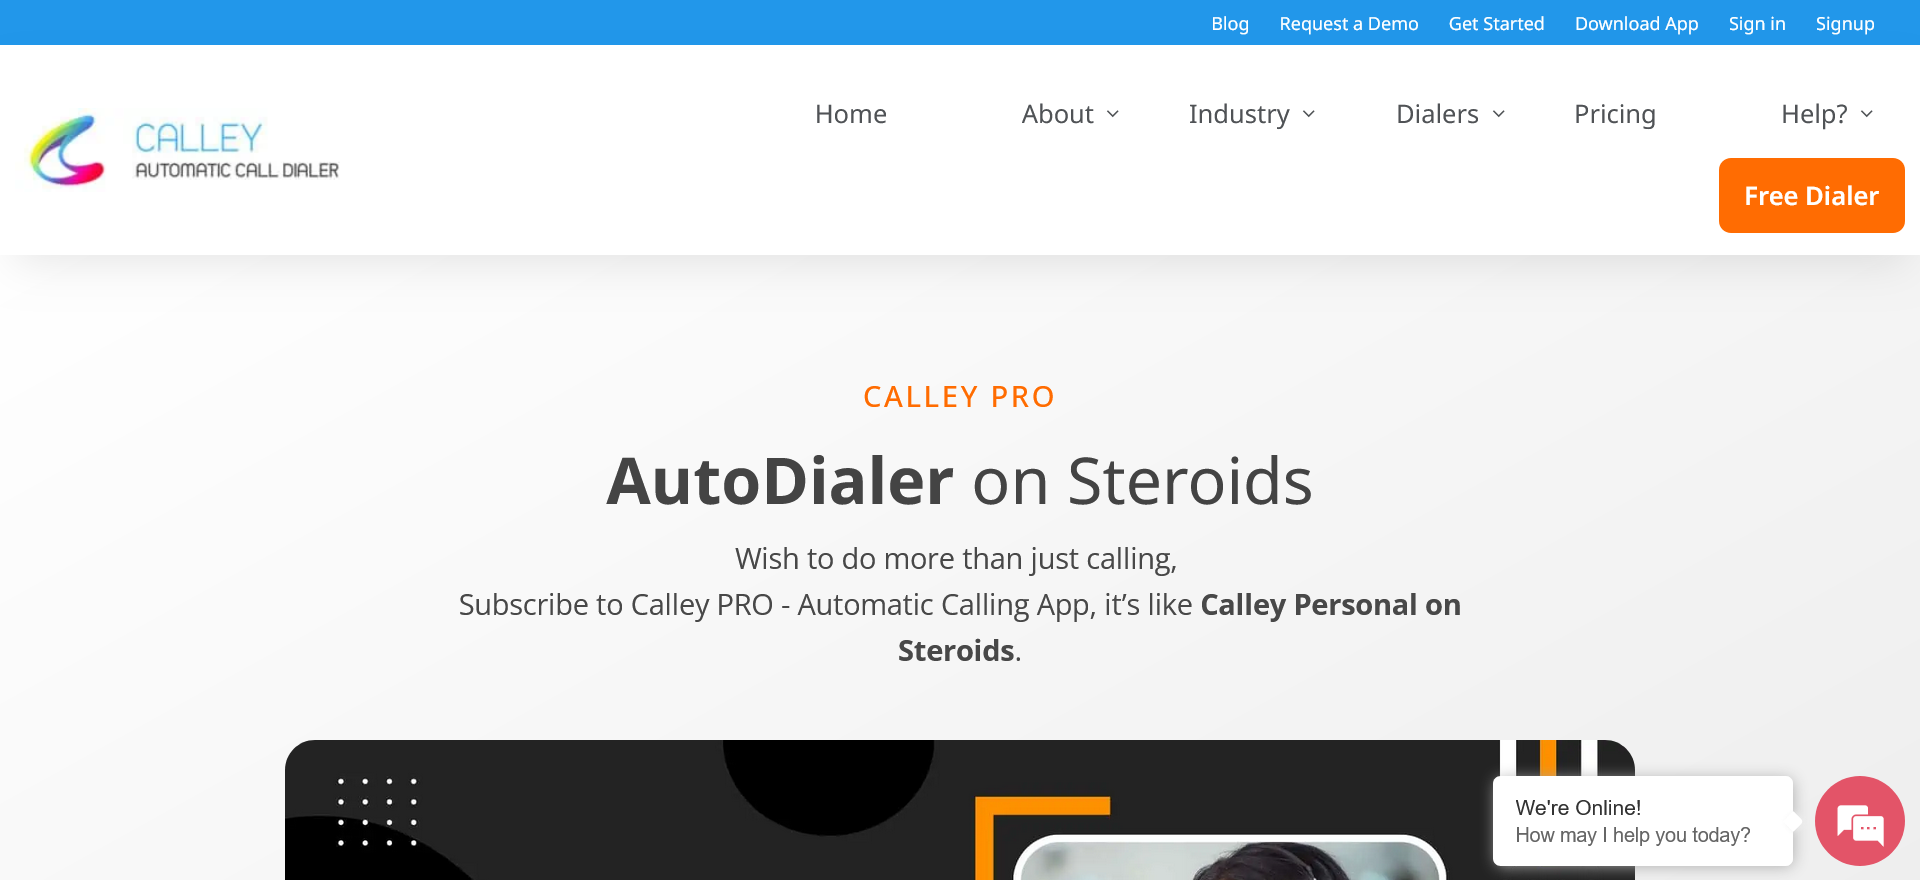 Blog Request a Demo Get Started Download App Sign in Signup
CALLEY
AUTOMATIC CALL DIALER
Home About Industry Dialers Pricing Help?
Free Dialer
CALLEY PRO
AutoDialer on Steroids
Wish to do more than just calling,
Subscribe to Calley PRO - Automatic Calling App, it’s like Calley Personal on
Steroids.
We're Online!
How may I help you today?